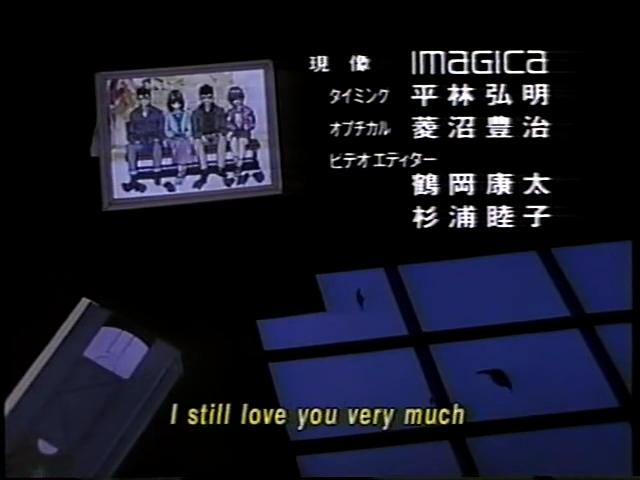 現像 IMAGICA
タイミング 平林弘明
オプチカル 菱沼豊治
ビデオエディター
鶴岡康太
杉浦睦子
I still love you very much